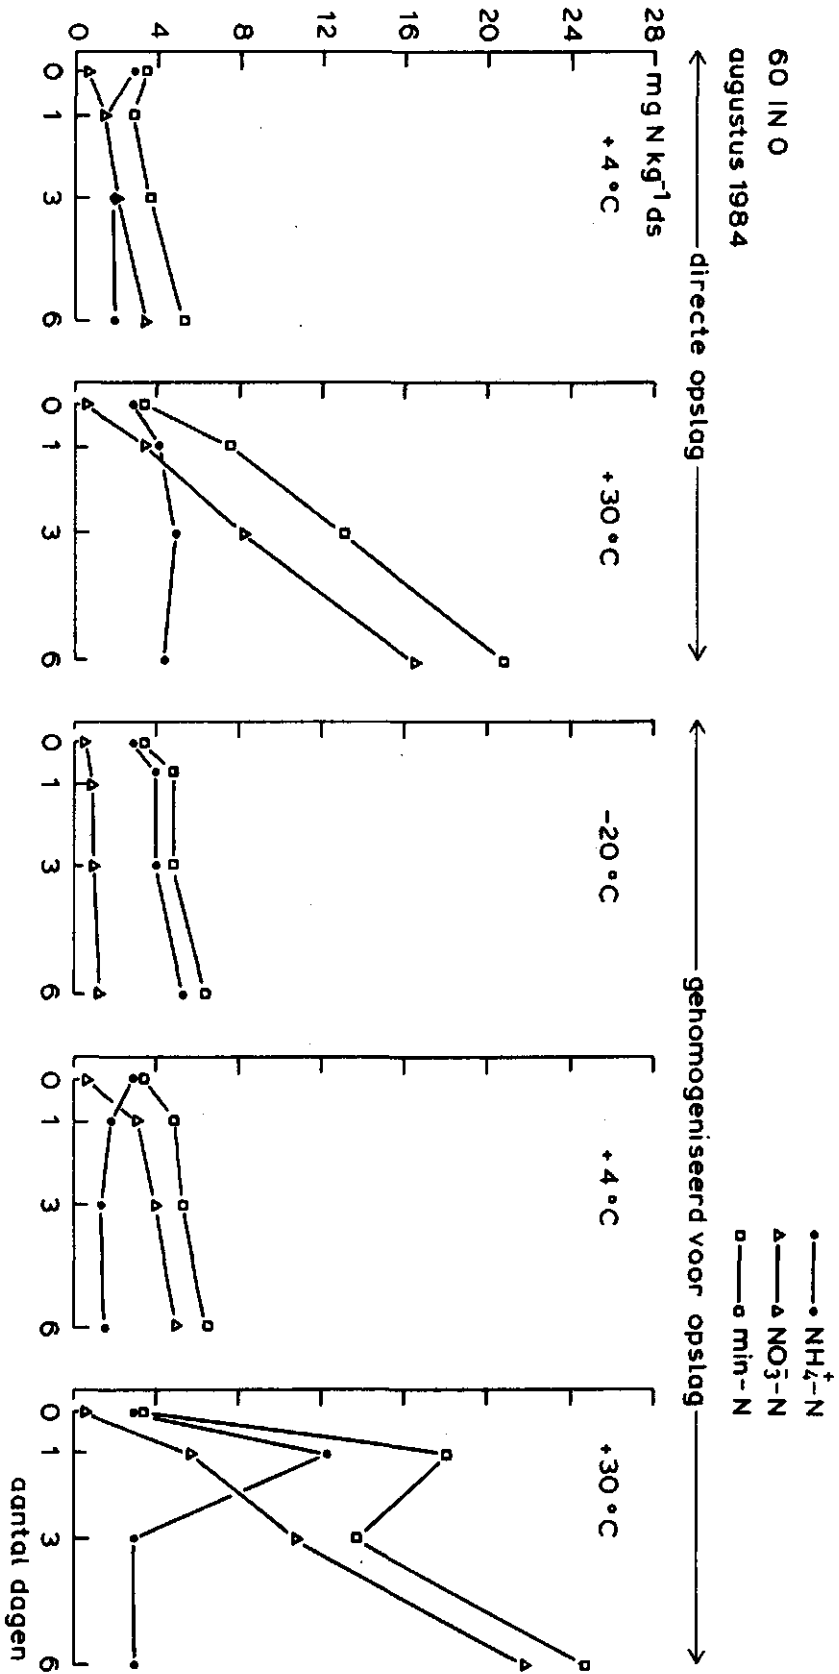 60 IN 0
augustus 1984
NH₄⁺-N
NO₃⁻-N
min-N
directe opslag
gehomogeniseerd voor opslag
mg N kg⁻¹ ds
28
24
20
16
12
8
4
0
+4 °C
+30 °C
-20 °C
+4 °C
+30 °C
0 1 3 6
0 1 3 6
0 1 3 6
0 1 3 6
0 1 3 6
aantal dagen